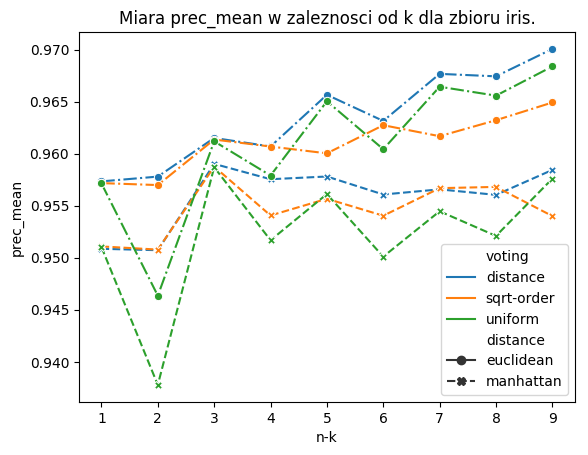 Miara prec_mean w zaleznosci od k dla zbioru iris.
prec_mean
0.970
0.965
0.960
0.955
0.950
0.945
0.940
voting
distance
sqrt-order
uniform
distance
euclidean
manhattan
1 2 3 4 5 6 7 8 9
n-k